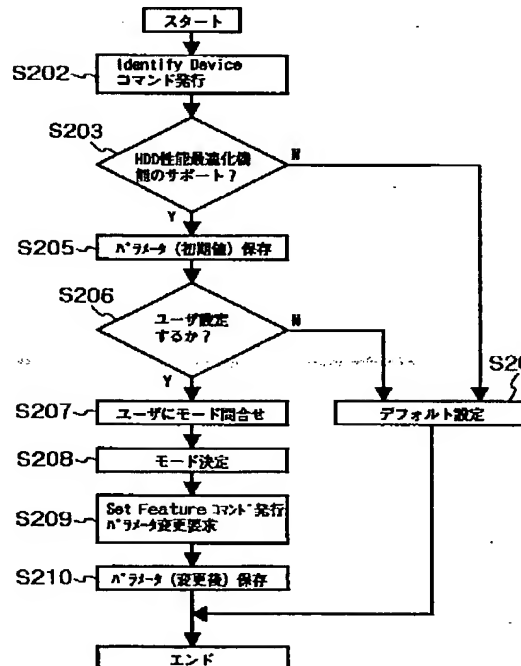 スタート
S202
Identify Device
コマンド発行
S203
HDD性能最適化機
能のサポート？
N
Y
S205
パラメータ（初期値）保存
S206
ユーザ設定
するか？
N
Y
S20
S207
ユーザにモード問合せ
デフォルト設定
S208
モード決定
S209
Set Feature コマンド発行
パラメータ変更要求
S210
パラメータ（変更後）保存
エンド